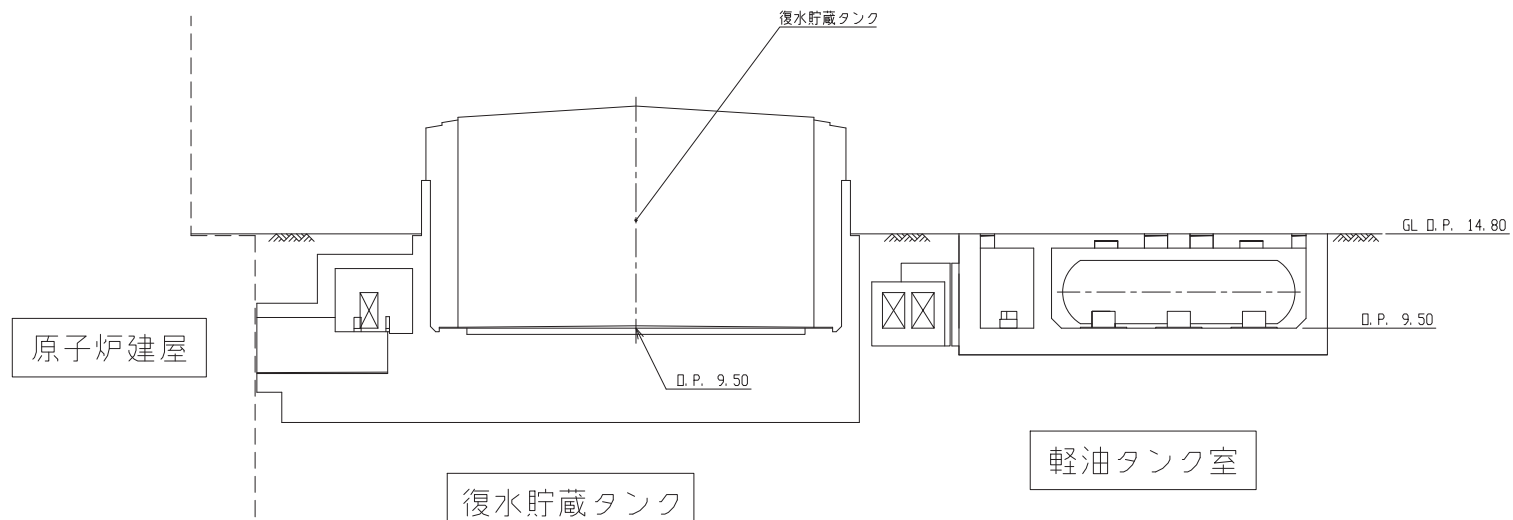 復水貯蔵タンク
GL O.P. 14.80
O.P. 9.50
原子炉建屋
O.P. 9.50
軽油タンク室
復水貯蔵タンク